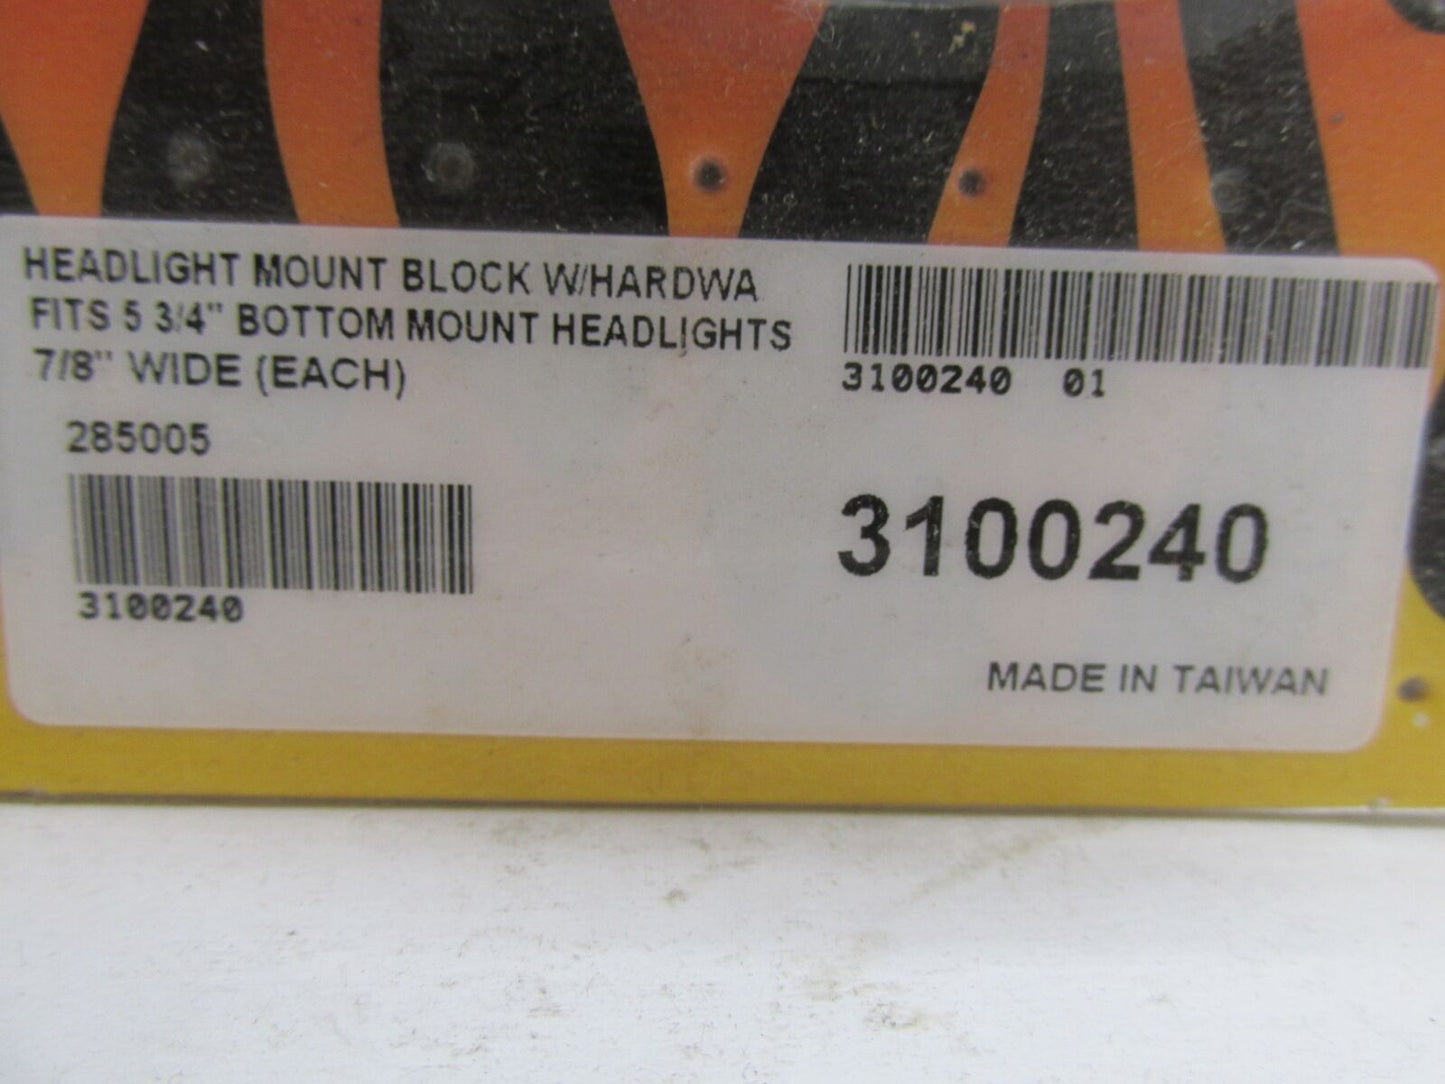 HEADLIGHT MOUNT BLOCK W/HARDWA
FITS 5 3/4" BOTTOM MOUNT HEADLIGHTS
7/8" WIDE (EACH)
285005
3100240
3100240 01
3100240
MADE IN TAIWAN